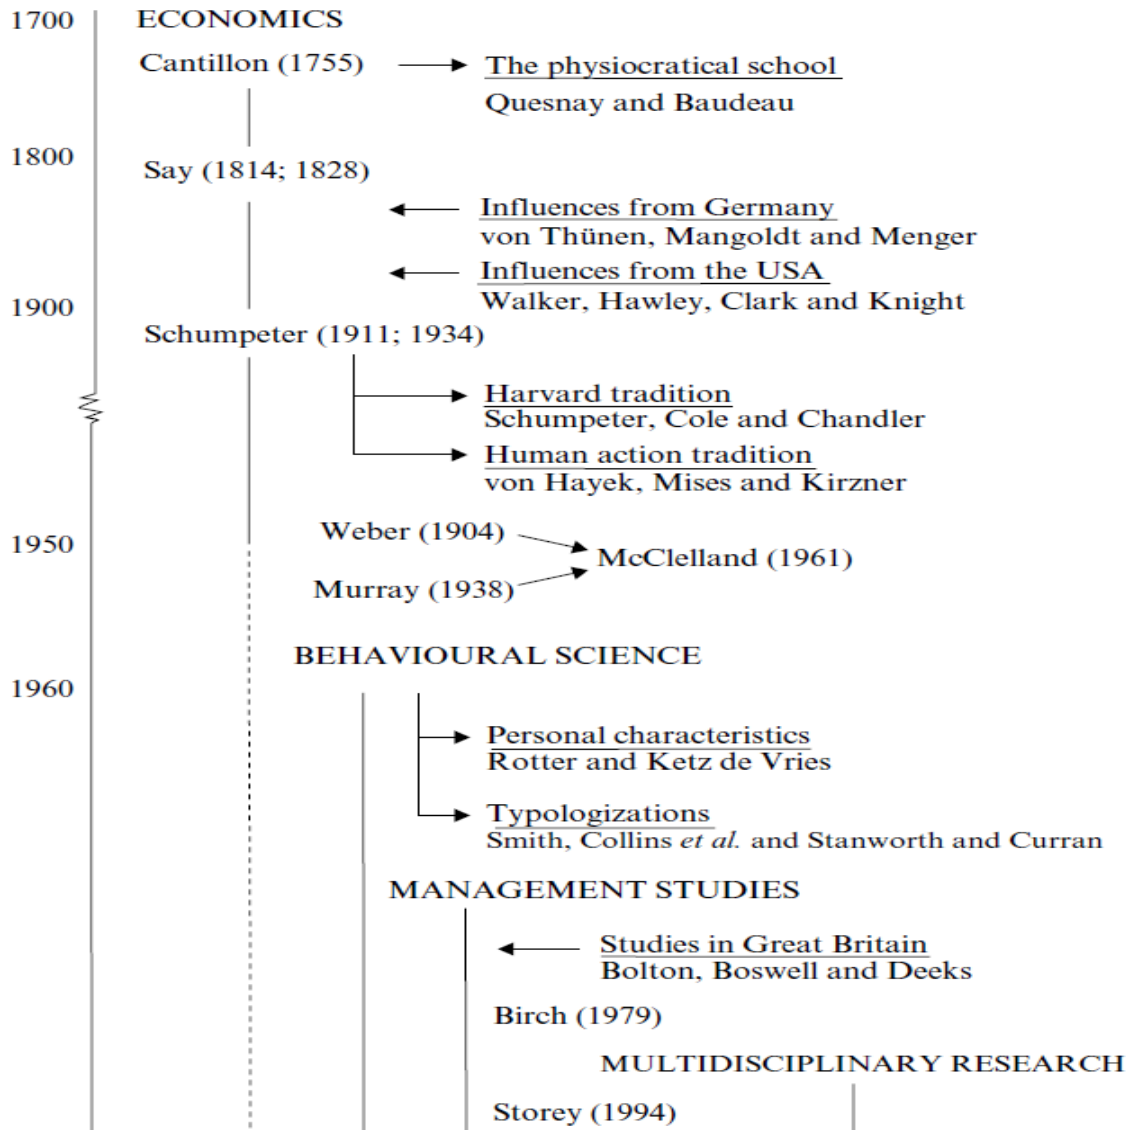 1700 ECONOMICS
Cantillon (1755) The physiocratical school
Quesnay and Baudeau
1800
Say (1814; 1828)
Influences from Germany
von Thünen, Mangoldt and Menger
Influences from the USA
1900 Walker, Hawley, Clark and Knight
Schumpeter (1911; 1934)
Harvard tradition
Schumpeter, Cole and Chandler
Human action tradition
von Hayek, Mises and Kirzner
Weber (1904)
1950 McClelland (1961)
Murray (1938)
BEHAVIOURAL SCIENCE
1960
Personal characteristics
Rotter and Ketz de Vries
Typologizations
Smith, Collins et al. and Stanworth and Curran
MANAGEMENT STUDIES
Studies in Great Britain
Bolton, Boswell and Deeks
Birch (1979)
MULTIDISCIPLINARY RESEARCH
Storey (1994)